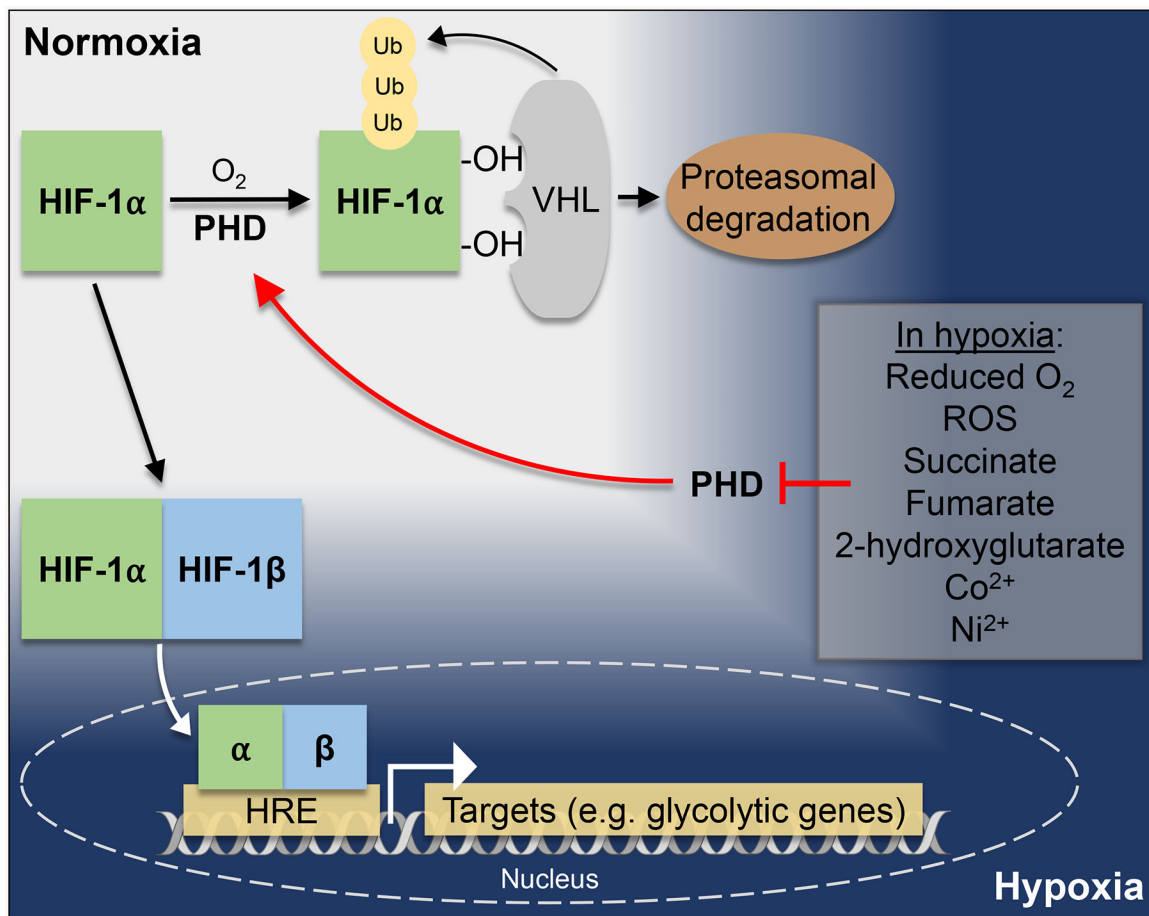 Normoxia
Ub
Ub
Ub
HIF-1α
O₂
PHD
HIF-1α
-OH
-OH
VHL
Proteasomal
degradation
In hypoxia:
Reduced O₂
ROS
Succinate
Fumarate
2-hydroxyglutarate
Co²⁺
Ni²⁺
PHD
HIF-1α
HIF-1β
α
β
HRE
Targets (e.g. glycolytic genes)
Nucleus
Hypoxia